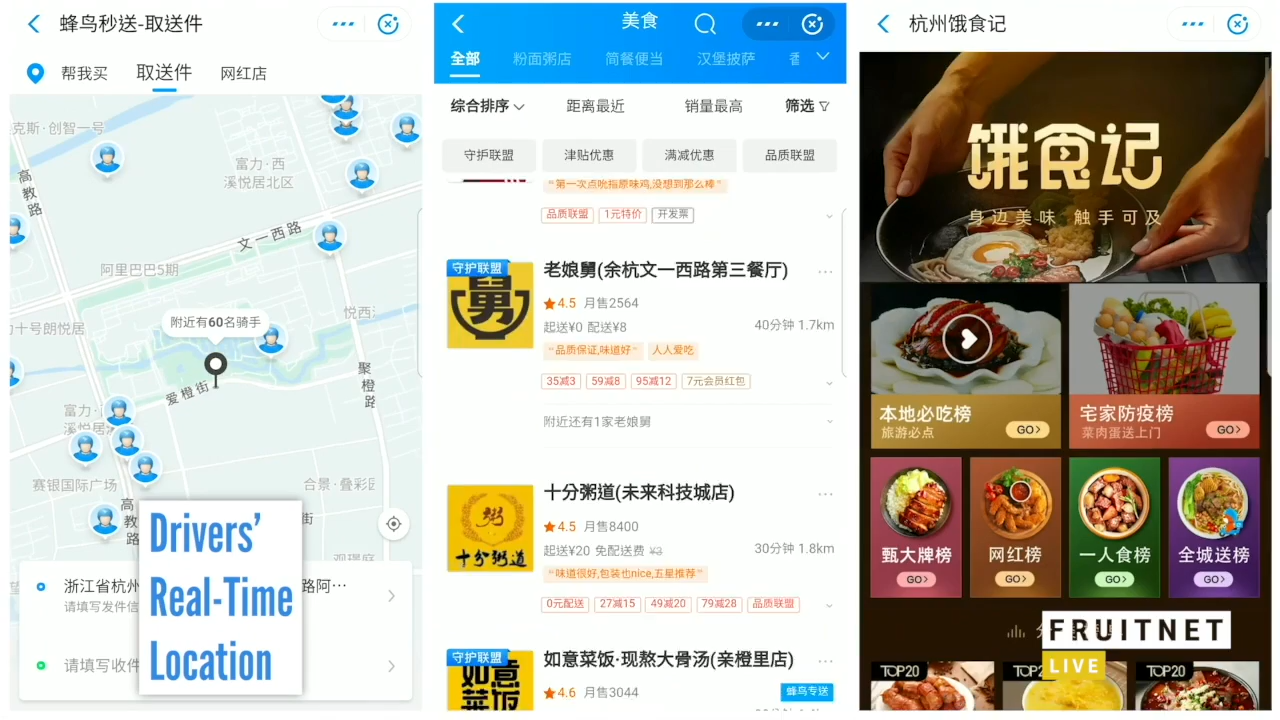 蜂鸟秒送-取送件
帮我买 取送件 网红店
克斯·创智一号
高教路
富力·西
溪悦居北区
文一西路
阿里巴巴5期
力十号朗悦居
悦西
附近有60名骑手
爱橙街
聚橙路
富力·
溪悦居
赛银国际广场
高教路
合景·叠彩
街
观璟庭
Drivers'
Real-Time
Location
浙江省杭州 路阿…
请填写发件信
请填写收件
美食
全部 粉面粥店 简餐便当 汉堡披萨 香
综合排序 距离最近 销量最高 筛选
守护联盟 津贴优惠 满减优惠 品质联盟
“第一次点吮指原味鸡,没想到那么棒”
品质联盟 1元特价 开发票
守护联盟
舅
老娘舅(余杭文一西路第三餐厅)
4.5 月售2564
起送¥0 配送¥8 40分钟 1.7km
“品质保证,味道好” 人人爱吃
35减3 59减8 95减12 7元会员红包
附近还有1家老娘舅
粥
十分粥道
十分粥道(未来科技城店)
4.5 月售8400
起送¥20 免配送费 ¥3 30分钟 1.8km
“味道很好,包装也nice,五星推荐”
0元配送 27减15 49减20 79减28 品质联盟
守护联盟
如意
菜饭
如意菜饭·现熬大骨汤(亲橙里店)
4.6 月售3044 蜂鸟专送
杭州饿食记
饿食记
身边美味 触手可及
本地必吃榜
旅游必点
GO>
宅家防疫榜
菜肉蛋送上门
GO>
甄大牌榜 网红榜 一人食榜 全城送榜
GO> GO> GO> GO>
FRUITNET
LIVE
TOP20 TOP20 TOP20